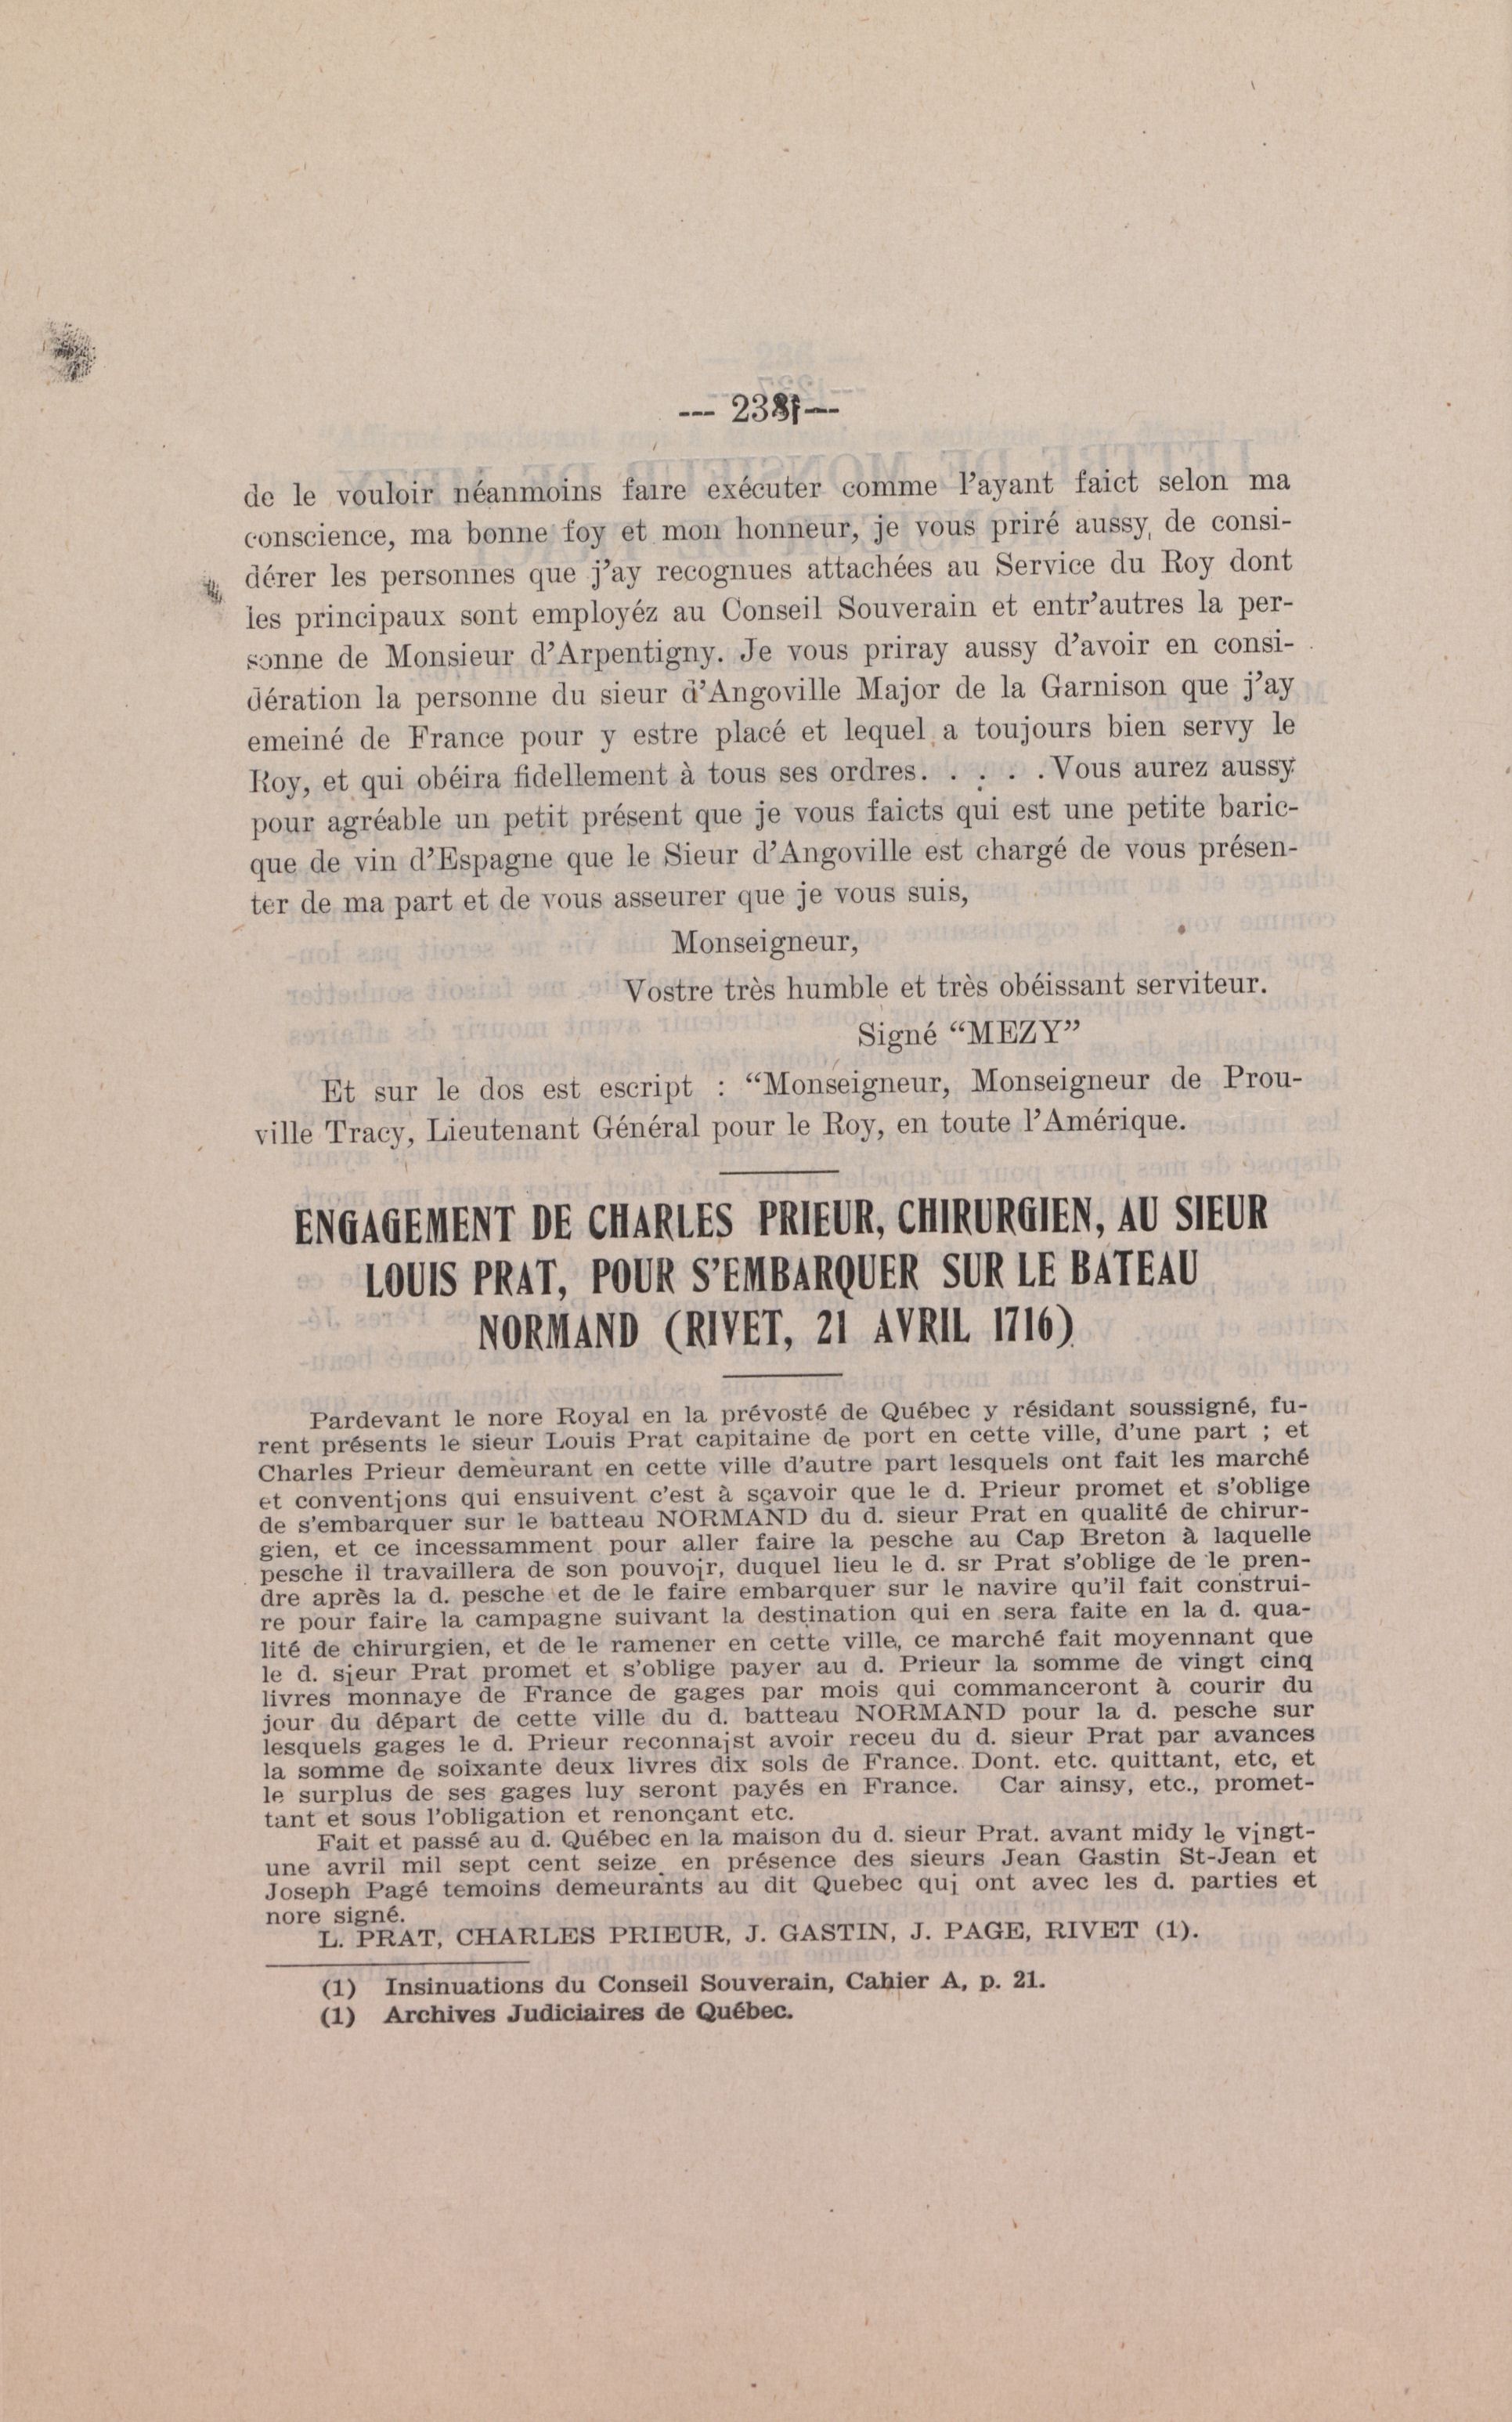 --- 238 ---
de le vouloir néanmoins faire exécuter comme l'ayant faict selon ma
conscience, ma bonne foy et mon honneur, je vous priré aussy, de consi-
dérer les personnes que j'ay recognues attachées au Service du Roy dont
les principaux sont employéz au Conseil Souverain et entr'autres la per-
sonne de Monsieur d'Arpentigny. Je vous priray aussy d'avoir en consi-
dération la personne du sieur d'Angoville Major de la Garnison que j'ay
emeiné de France pour y estre placé et lequel a toujours bien servy le
Roy, et qui obéira fidellement à tous ses ordres. . . . . .Vous aurez aussy
pour agréable un petit présent que je vous faicts qui est une petite baric-
que de vin d'Espagne que le Sieur d'Angoville est chargé de vous présen-
ter de ma part et de vous asseurer que je vous suis,
Monseigneur,
Vostre très humble et très obéissant serviteur.
Signé “MEZY”
Et sur le dos est escript : “Monseigneur, Monseigneur de Prou-
ville Tracy, Lieutenant Général pour le Roy, en toute l'Amérique.
ENGAGEMENT DE CHARLES PRIEUR, CHIRURGIEN, AU SIEUR
LOUIS PRAT, POUR S'EMBARQUER SUR LE BATEAU
NORMAND (RIVET, 21 AVRIL 1716)
Pardevant le nore Royal en la prévosté de Québec y résidant soussigné, fu-
rent présents le sieur Louis Prat capitaine de port en cette ville, d'une part ; et
Charles Prieur demeurant en cette ville d'autre part lesquels ont fait les marché
et conventions qui ensuivent c'est à sçavoir que le d. Prieur promet et s'oblige
de s'embarquer sur le batteau NORMAND du d. sieur Prat en qualité de chirur-
gien, et ce incessamment pour aller faire la pesche au Cap Breton à laquelle
pesche il travaillera de son pouvoir, duquel lieu le d. sr Prat s'oblige de le pren-
dre après la d. pesche et de le faire embarquer sur le navire qu'il fait construi-
re pour faire la campagne suivant la destination qui en sera faite en la d. qua-
lité de chirurgien, et de le ramener en cette ville, ce marché fait moyennant que
le d. sieur Prat promet et s'oblige payer au d. Prieur la somme de vingt cinq
livres monnaye de France de gages par mois qui commanceront à courir du
jour du départ de cette ville du d. batteau NORMAND pour la d. pesche sur
lesquels gages le d. Prieur reconnaist avoir receu du d. sieur Prat par avances
la somme de soixante deux livres dix sols de France. Dont. etc. quittant, etc, et
le surplus de ses gages luy seront payés en France. Car ainsy, etc., promet-
tant et sous l'obligation et renonçant etc.
Fait et passé au d. Québec en la maison du d. sieur Prat. avant midy le vingt-
une avril mil sept cent seize, en présence des sieurs Jean Gastin St-Jean et
Joseph Pagé temoins demeurants au dit Quebec qui ont avec les d. parties et
nore signé.
L. PRAT, CHARLES PRIEUR, J. GASTIN, J. PAGE, RIVET (1).
(1) Insinuations du Conseil Souverain, Cahier A, p. 21.
(1) Archives Judiciaires de Québec.